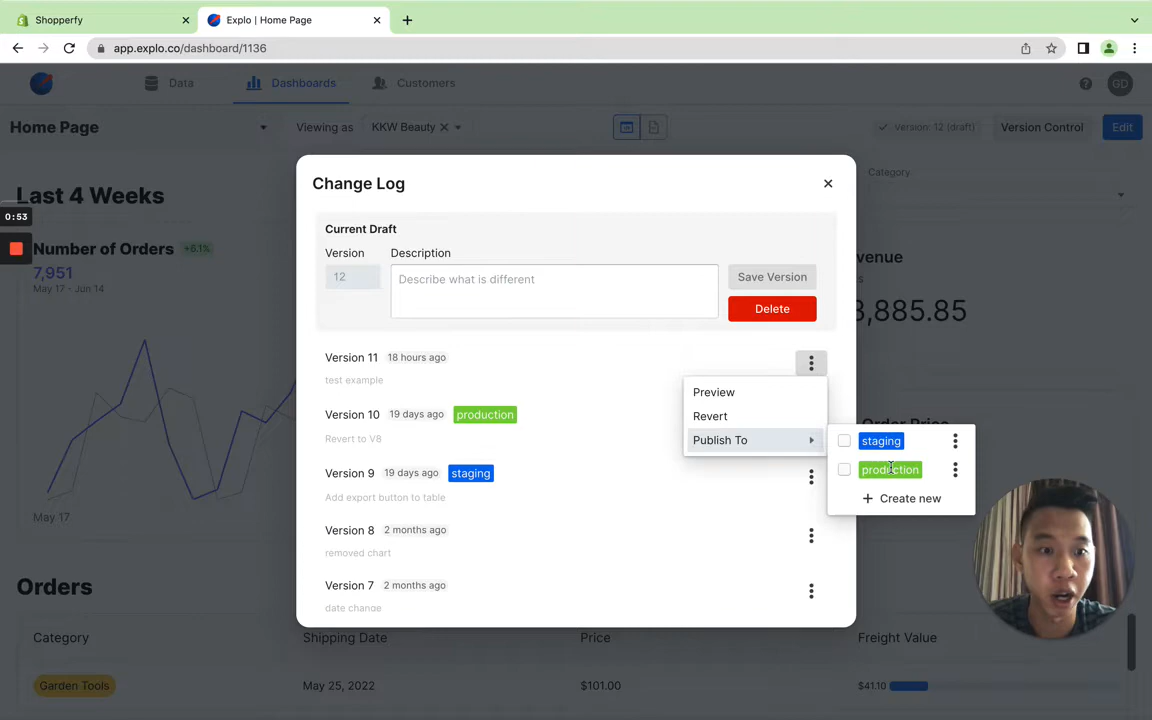 Shopperfy
Explo | Home Page
app.explo.co/dashboard/1136
Data
Dashboards
Customers
GD
Home Page
Viewing as
KKW Beauty
Version: 12 (draft)
Version Control
Edit
Last 4 Weeks
Category
0:53
Number of Orders +6.1%
7,951
May 17 - Jun 14
Change Log
Current Draft
Version
Description
12
Describe what is different
Save Version
Delete
Version 11 18 hours ago
test example
Version 10 19 days ago production
Revert to V8
Version 9 19 days ago staging
Add export button to table
Version 8 2 months ago
removed chart
Version 7 2 months ago
date change
Preview
Revert
Publish To
staging
production
+ Create new
3,885.85
May 17
Orders
Category
Shipping Date
Price
Freight Value
Garden Tools
May 25, 2022
$101.00
$41.10